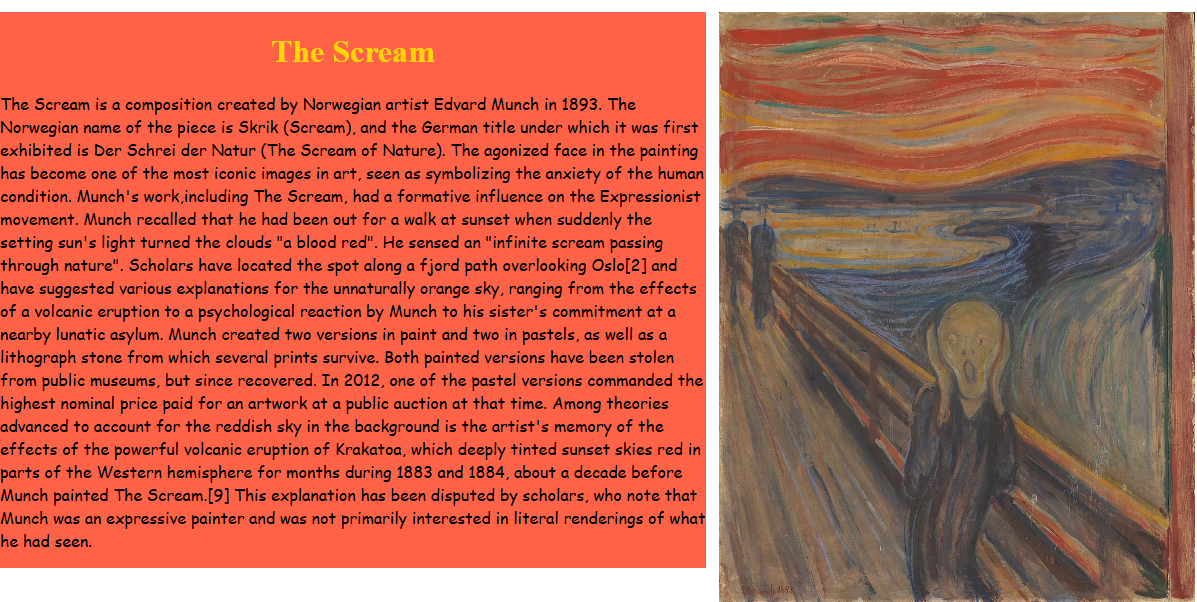 The Scream
The Scream is a composition created by Norwegian artist Edvard Munch in 1893. The
Norwegian name of the piece is Skrik (Scream), and the German title under which it was first
exhibited is Der Schrei der Natur (The Scream of Nature). The agonized face in the painting
has become one of the most iconic images in art, seen as symbolizing the anxiety of the human
condition. Munch's work,including The Scream, had a formative influence on the Expressionist
movement. Munch recalled that he had been out for a walk at sunset when suddenly the
setting sun's light turned the clouds "a blood red". He sensed an "infinite scream passing
through nature". Scholars have located the spot along a fjord path overlooking Oslo[2] and
have suggested various explanations for the unnaturally orange sky, ranging from the effects
of a volcanic eruption to a psychological reaction by Munch to his sister's commitment at a
nearby lunatic asylum. Munch created two versions in paint and two in pastels, as well as a
lithograph stone from which several prints survive. Both painted versions have been stolen
from public museums, but since recovered. In 2012, one of the pastel versions commanded the
highest nominal price paid for an artwork at a public auction at that time. Among theories
advanced to account for the reddish sky in the background is the artist's memory of the
effects of the powerful volcanic eruption of Krakatoa, which deeply tinted sunset skies red in
parts of the Western hemisphere for months during 1883 and 1884, about a decade before
Munch painted The Scream.[9] This explanation has been disputed by scholars, who note that
Munch was an expressive painter and was not primarily interested in literal renderings of what
he had seen.